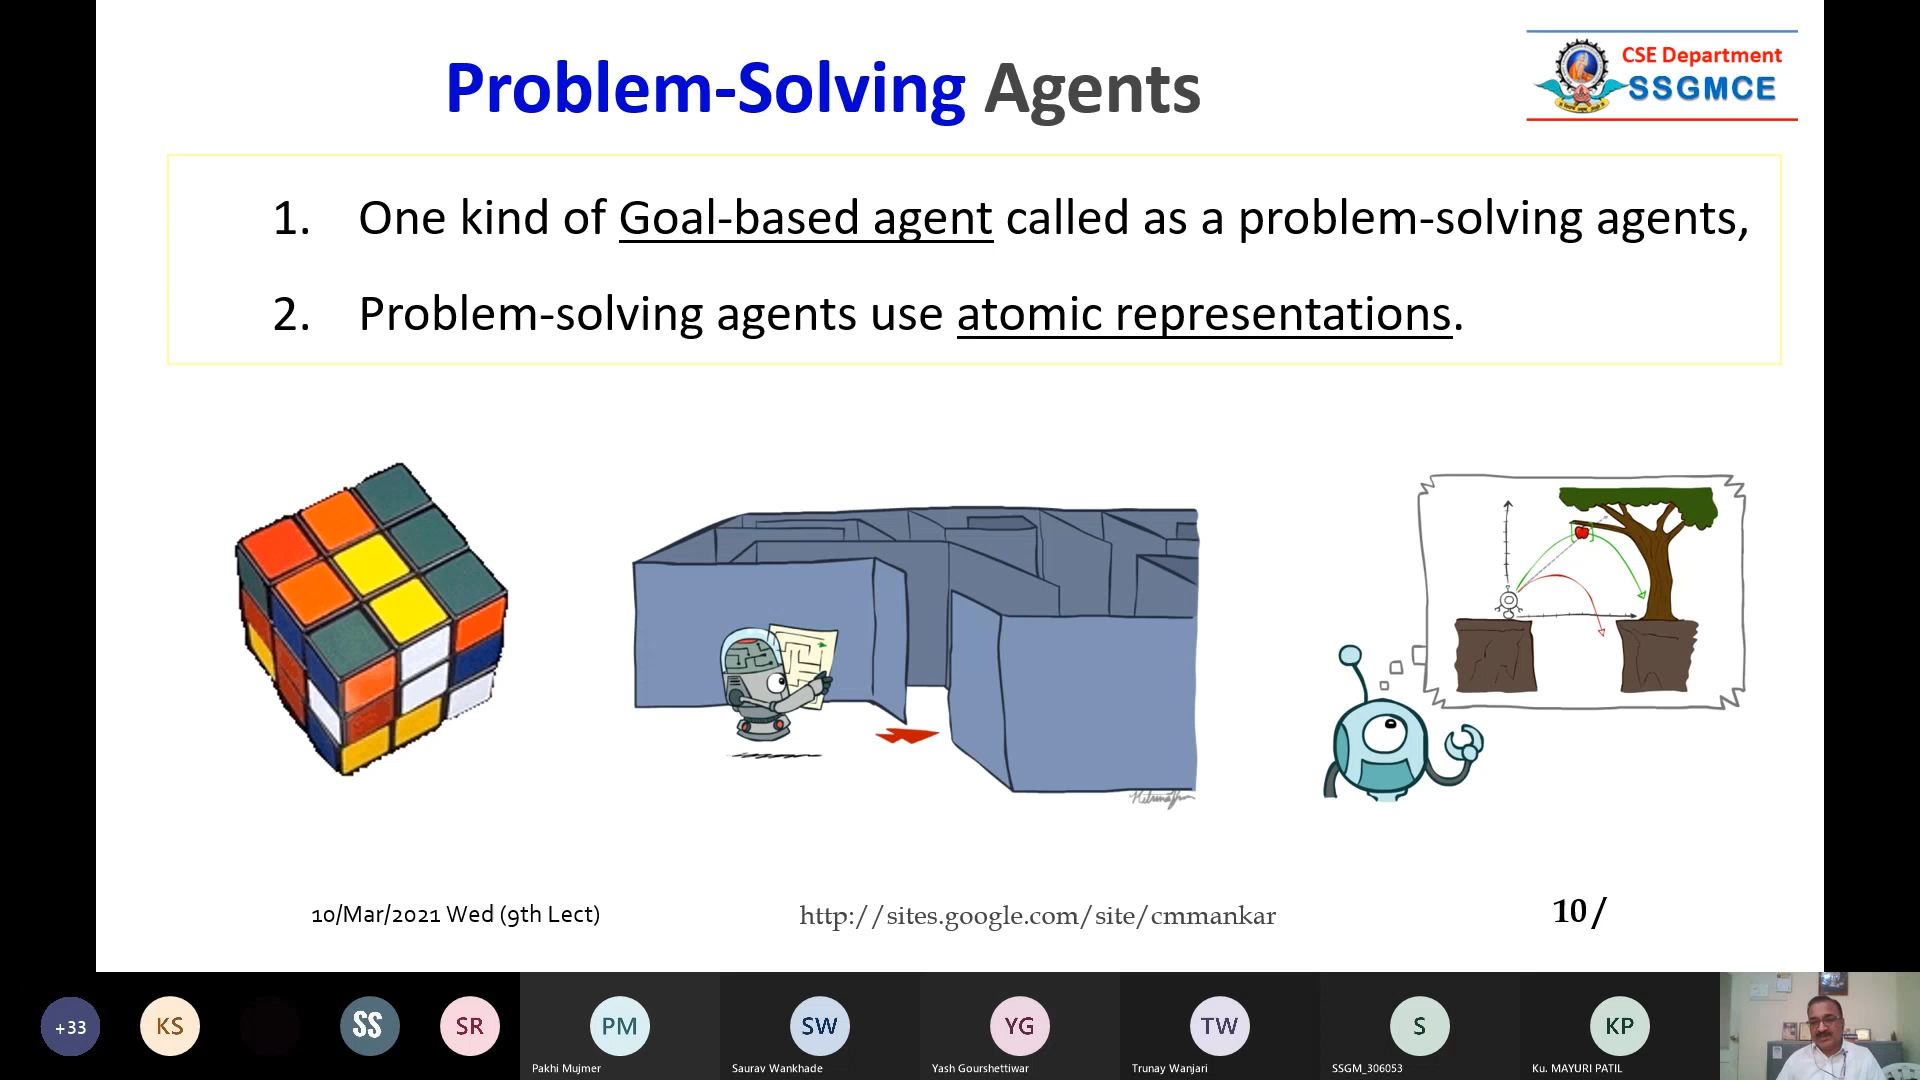 Problem-Solving Agents
CSE Department
SSGMCE
1. One kind of Goal-based agent called as a problem-solving agents,
2. Problem-solving agents use atomic representations.
10/Mar/2021 Wed (9th Lect)
http://sites.google.com/site/cmmankar
10/
+33
KS
SS
SR
PM
SW
YG
TW
S
KP
Pakhi Mujmer
Saurav Wankhade
Yash Gourshettiwar
Trunay Wanjari
SSGM_306053
Ku. MAYURI PATIL